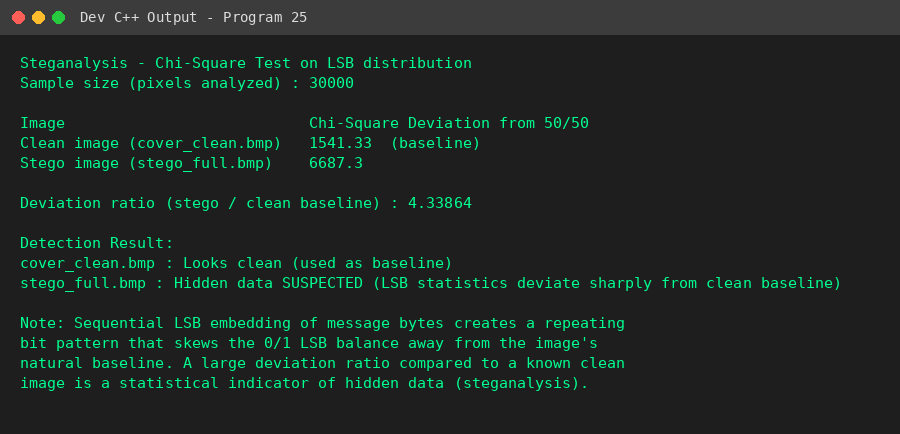 Dev C++ Output - Program 25
Steganalysis - Chi-Square Test on LSB distribution
Sample size (pixels analyzed) : 30000
Image Chi-Square Deviation from 50/50
Clean image (cover_clean.bmp) 1541.33 (baseline)
Stego image (stego_full.bmp) 6687.3
Deviation ratio (stego / clean baseline) : 4.33864
Detection Result:
cover_clean.bmp : Looks clean (used as baseline)
stego_full.bmp : Hidden data SUSPECTED (LSB statistics deviate sharply from clean baseline)
Note: Sequential LSB embedding of message bytes creates a repeating
bit pattern that skews the 0/1 LSB balance away from the image's
natural baseline. A large deviation ratio compared to a known clean
image is a statistical indicator of hidden data (steganalysis).